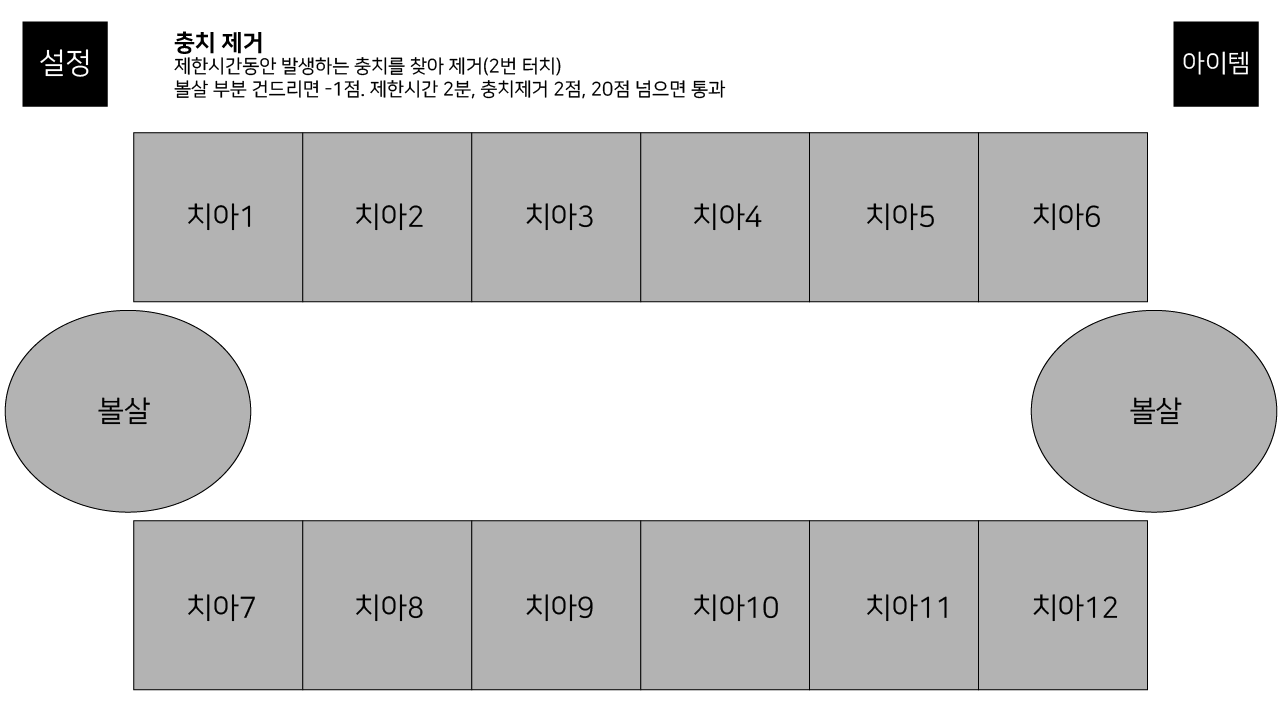 설정
충치 제거
제한시간동안 발생하는 충치를 찾아 제거(2번 터치)
볼살 부분 건드리면 -1점. 제한시간 2분, 충치제거 2점, 20점 넘으면 통과
아이템
치아1
치아2
치아3
치아4
치아5
치아6
볼살
볼살
치아7
치아8
치아9
치아10
치아11
치아12